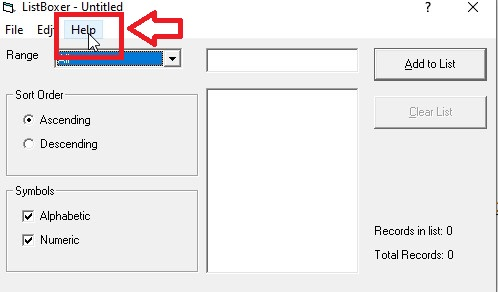 ListBoxer - Untitled ?
File Help
Range Add to List
Sort Order Clear List
Ascending
Descending
Symbols
Alphabetic
Numeric
Records in list: 0
Total Records: 0